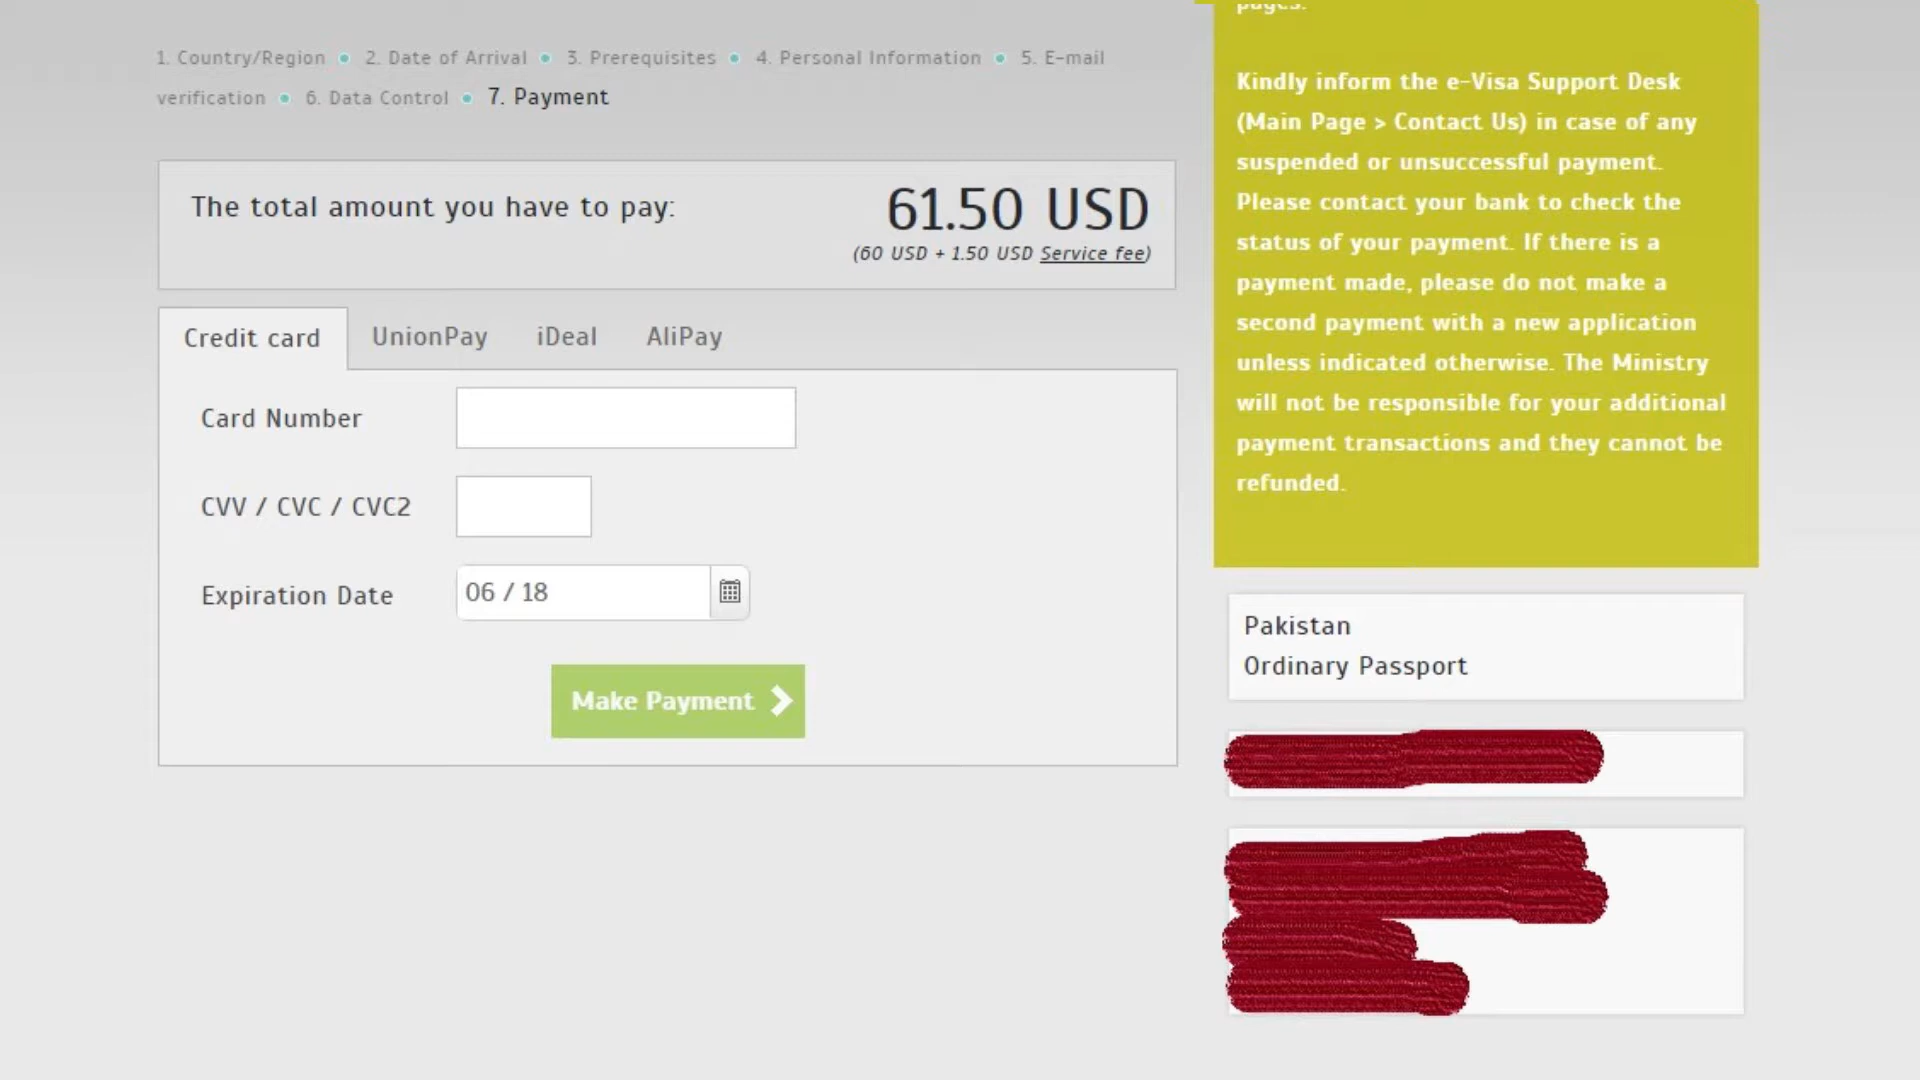 1. Country/Region • 2. Date of Arrival • 3. Prerequisites • 4. Personal Information • 5. E-mail
verification • 6. Data Control • 7. Payment
The total amount you have to pay:
61.50 USD
(60 USD + 1.50 USD Service fee)
Credit card UnionPay iDeal AliPay
Card Number
CVV / CVC / CVC2
Expiration Date 06 / 18
Make Payment
pages.
Kindly inform the e-Visa Support Desk
(Main Page > Contact Us) in case of any
suspended or unsuccessful payment.
Please contact your bank to check the
status of your payment. If there is a
payment made, please do not make a
second payment with a new application
unless indicated otherwise. The Ministry
will not be responsible for your additional
payment transactions and they cannot be
refunded.
Pakistan
Ordinary Passport